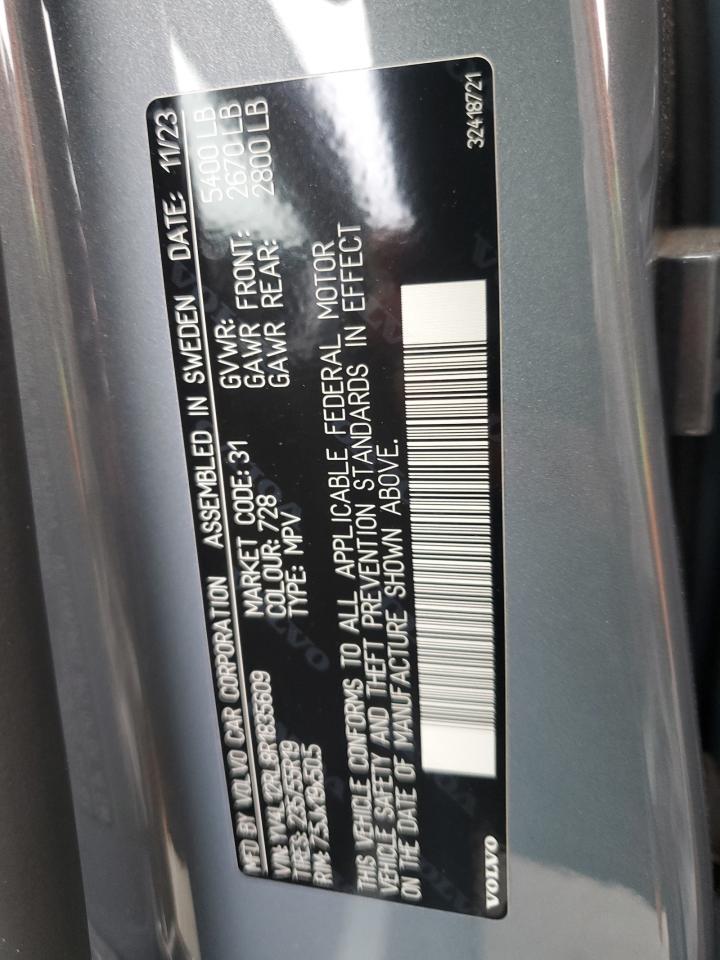 MFD BY VOLVO CAR CORPORATION ASSEMBLED IN SWEDEN DATE: 11/23
VIN: YV4L12RL8R1835609
TIRES: 235/55R19
RIM: 7.5Jx19x50.5
MARKET CODE: 31
COLOUR: 728
TYPE: MPV
GVWR: 5400 LB
GAWR FRONT: 2670 LB
GAWR REAR: 2800 LB
THIS VEHICLE CONFORMS TO ALL APPLICABLE FEDERAL MOTOR
VEHICLE SAFETY AND THEFT PREVENTION STANDARDS IN EFFECT
ON THE DATE OF MANUFACTURE SHOWN ABOVE.
VOLVO
32418721